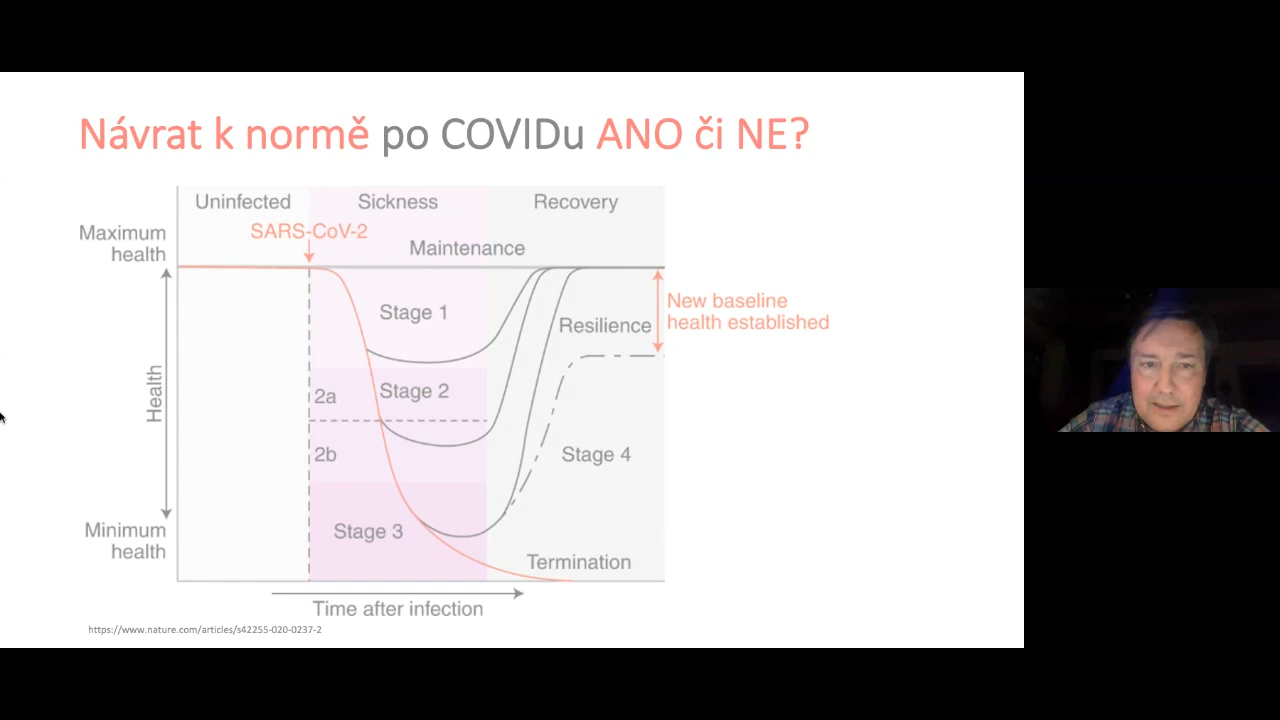 Návrat k normě po COVIDu ANO či NE?
Uninfected
Sickness
Recovery
SARS-CoV-2
Maximum
health
Maintenance
Stage 1
New baseline
health established
Resilience
Health
2a
Stage 2
2b
Stage 4
Minimum
health
Stage 3
Termination
Time after infection
https://www.nature.com/articles/s42255-020-0237-2